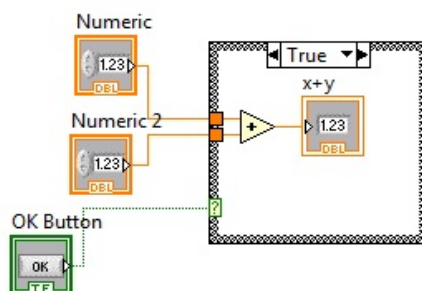 Numeric
1.23
DBL
True
x+y
1.23
DBL
+
Numeric 2
1.23
DBL
?
OK Button
OK
TF